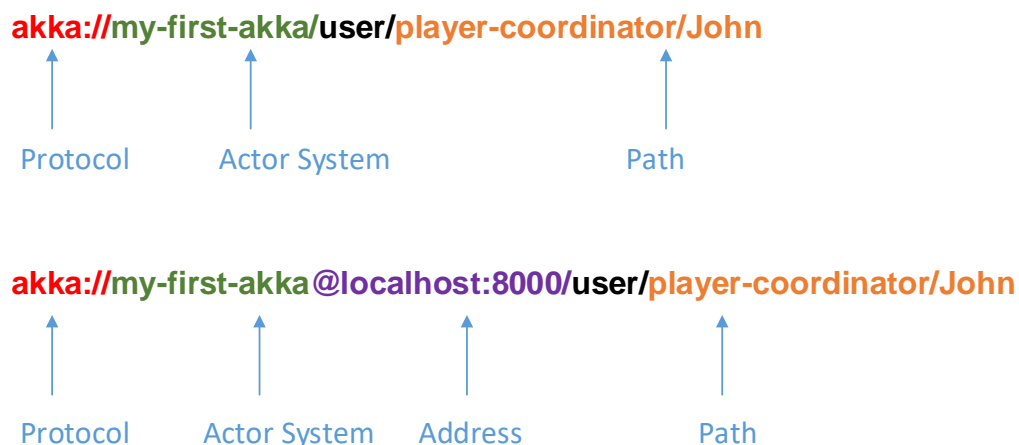 akka://my-first-akka/user/player-coordinator/John
Protocol Actor System Path
akka://my-first-akka@localhost:8000/user/player-coordinator/John
Protocol Actor System Address Path